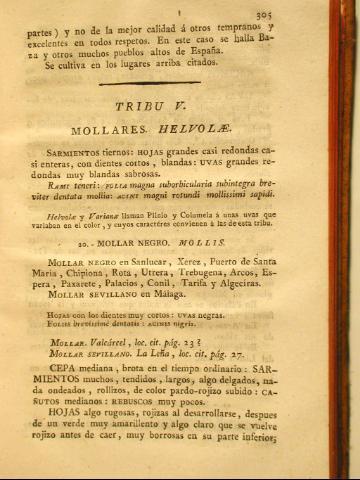 305
partes) y no de la mejor calidad á otros tempranos y
excelentes en todos respetos. En este caso se halla Ba-
za y otros muchos pueblos altos de España.
Se cultiva en los lugares arriba citados.
TRIBU V.
MOLLARES. HELVOLÆ.
SARMIENTOS tiernos: HOJAS grandes casi redondas ca-
si enteras, con dientes cortos, blandas: UVAS grandes re-
dondas muy blandas sabrosas.
RAMI teneri: FOLIA magna suborbicularia subintegra bre-
viter dentata mollia: ACINI magni rotundi mollissimi sapidi.
Helvolæ y Varianæ llaman Plinio y Columela á unas uvas que
variaban en el color, y cuyos caractéres convienen á las de esta tribu.
20. MOLLAR NEGRO. MOLLIS.
MOLLAR NEGRO en Sanlucar, Xerez, Puerto de Santa
Maria, Chipiona, Rota, Utrera, Trebugena, Arcos, Es-
pera, Paxarete, Palacios, Conil, Tarifa y Algeciras.
MOLLAR SEVILLANO en Málaga.
HOJAS con los dientes muy cortos: UVAS negras.
FOLIIS brevissimè dentatis: ACINIS nigris.
MOLLAR. Valcárcel, loc. cit. pág. 23?
MOLLAR SEVILLANO. La Leña, loc. cit. pág. 27.
CEPA mediana, brota en el tiempo ordinario: SAR-
MIENTOS muchos, tendidos, largos, algo delgados, na-
da ondeados, rollizos, de color pardo-rojizo subido: CA-
ÑUTOS medianos: REBUSCOS muy pocos.
HOJAS algo rugosas, rojizas al desarrollarse, despues
de un verde muy amarillento y algo claro que se vuelve
rojizo antes de caer, muy borrosas en su parte inferior;